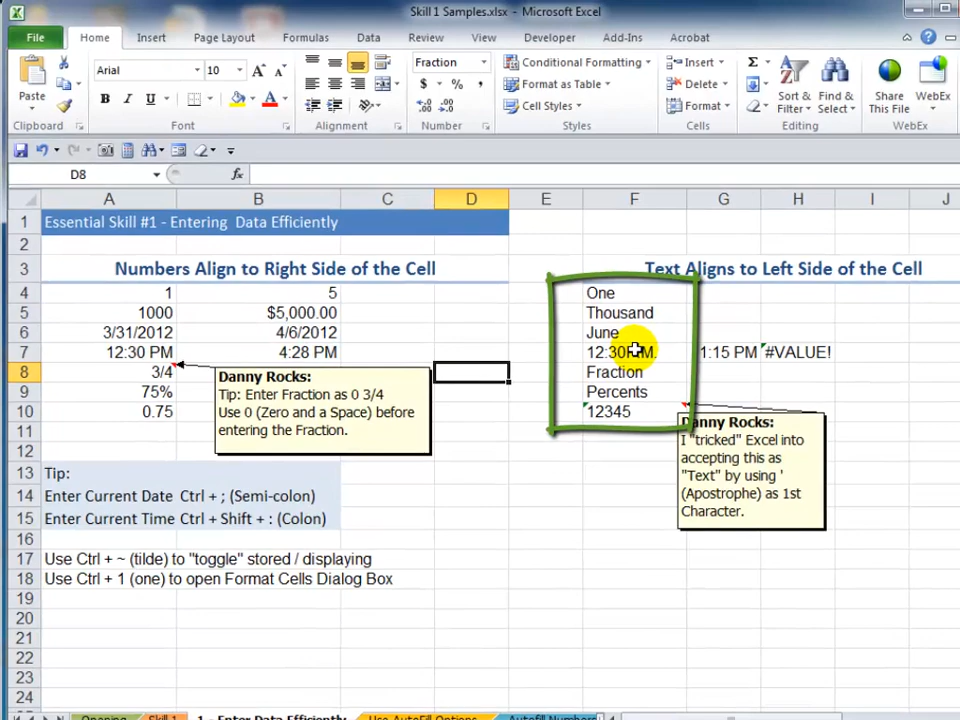 Skill 1 Samples.xlsx - Microsoft Excel
File Home Insert Page Layout Formulas Data Review View Developer Add-Ins Acrobat
Arial 10 Fraction Conditional Formatting Insert
Paste B I U $ % , Format as Table Delete Sort & Filter Find & Select Share This File WebEx
Cell Styles Format
Clipboard Font Alignment Number Styles Cells Editing WebEx
D8 fx
A B C D E F G H I J
1 Essential Skill #1 - Entering Data Efficiently
2
3 Numbers Align to Right Side of the Cell Text Aligns to Left Side of the Cell
4 1 5 One
5 1000 $5,000.00 Thousand
6 3/31/2012 4/6/2012 June
7 12:30 PM 4:28 PM 12:30P.M. 1:15 PM #VALUE!
8 3/4 Fraction
9 75% Percents
10 0.75 12345
Danny Rocks:
Tip: Enter Fraction as 0 3/4
Use 0 (Zero and a Space) before
entering the Fraction.
Danny Rocks:
I "tricked" Excel into
accepting this as
"Text" by using '
(Apostrophe) as 1st
Character.
11
12
13 Tip:
14 Enter Current Date Ctrl + ; (Semi-colon)
15 Enter Current Time Ctrl + Shift + : (Colon)
16
17 Use Ctrl + ~ (tilde) to "toggle" stored / displaying
18 Use Ctrl + 1 (one) to open Format Cells Dialog Box
19
20
21
22
23
24
Opening Skill 1 1 - Enter Data Efficiently Use AutoFill Options Autofill Numbers